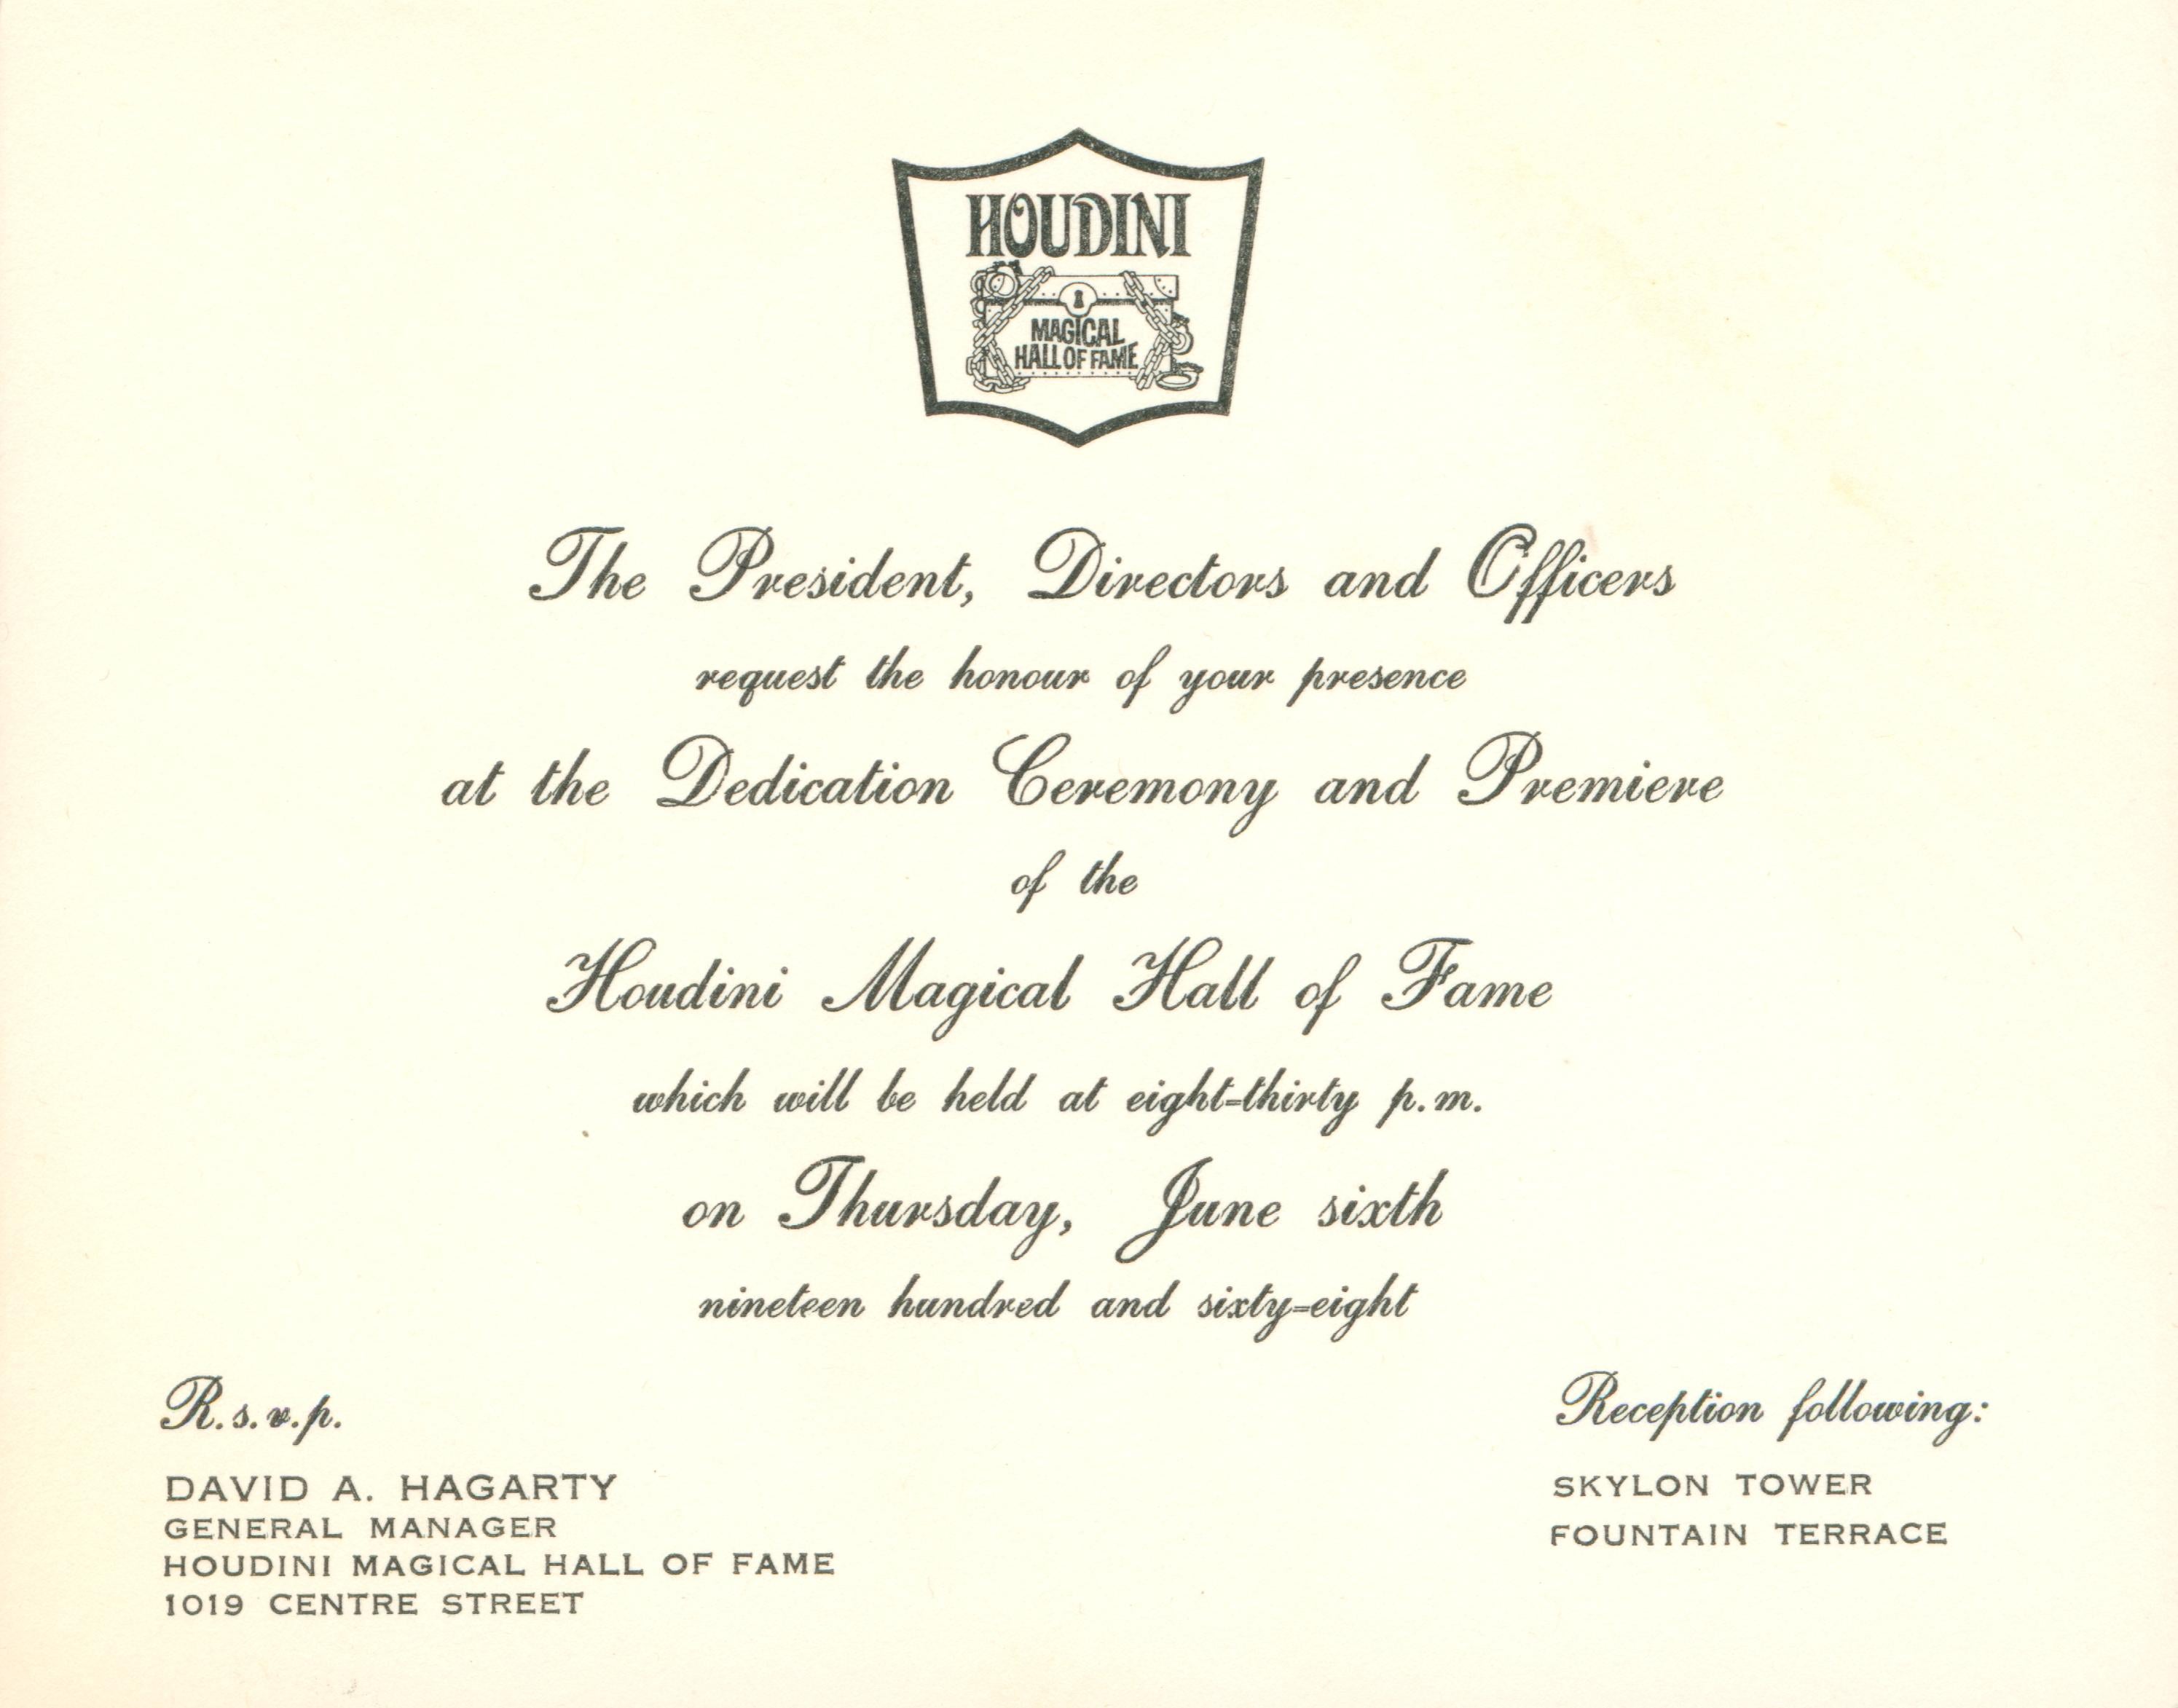 HOUDINI
MAGICAL
HALL OF FAME
The President, Directors and Officers
request the honour of your presence
at the Dedication Ceremony and Premiere
of the
Houdini Magical Hall of Fame
which will be held at eight-thirty p.m.
on Thursday, June sixth
nineteen hundred and sixty-eight
R.s.v.p.
DAVID A. HAGARTY
GENERAL MANAGER
HOUDINI MAGICAL HALL OF FAME
1019 CENTRE STREET
Reception following:
SKYLON TOWER
FOUNTAIN TERRACE